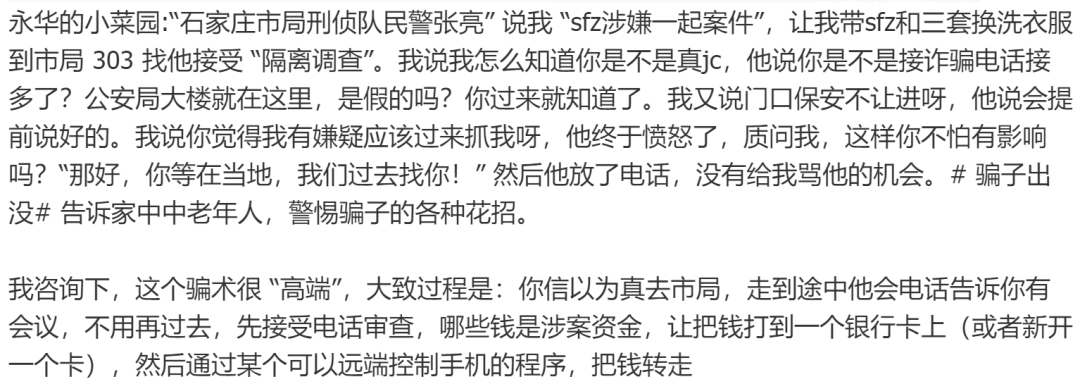 永华的小菜园:“石家庄市局刑侦队民警张亮” 说我 “sfz涉嫌一起案件”，让我带sfz和三套换洗衣服
到市局 303 找他接受 “隔离调查”。我说我怎么知道你是不是真jc，他说你是不是接诈骗电话接
多了？公安局大楼就在这里，是假的吗？你过来就知道了。我又说门口保安不让进呀，他说会提
前说好的。我说你觉得我有嫌疑应该过来抓我呀，他终于愤怒了，质问我，这样你不怕有影响
吗？“那好，你等在当地，我们过去找你！” 然后他放了电话，没有给我骂他的机会。# 骗子出
没# 告诉家中中老年人，警惕骗子的各种花招。
我咨询下，这个骗术很 “高端”，大致过程是：你信以为真去市局，走到途中他会电话告诉你有
会议，不用再过去，先接受电话审查，哪些钱是涉案资金，让把钱打到一个银行卡上（或者新开
一个卡），然后通过某个可以远端控制手机的程序，把钱转走